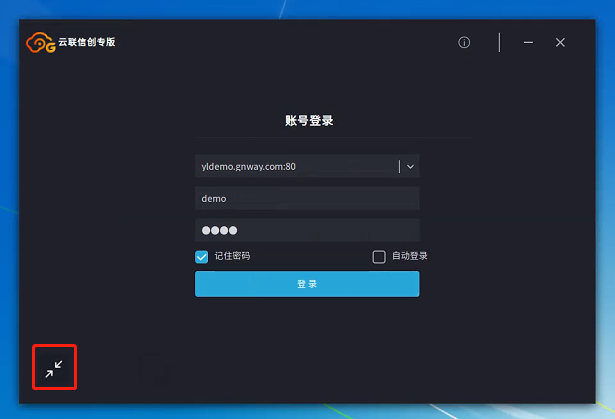 云联信创专版
账号登录
yldemo.gnway.com:80
demo
记住密码 自动登录
登 录